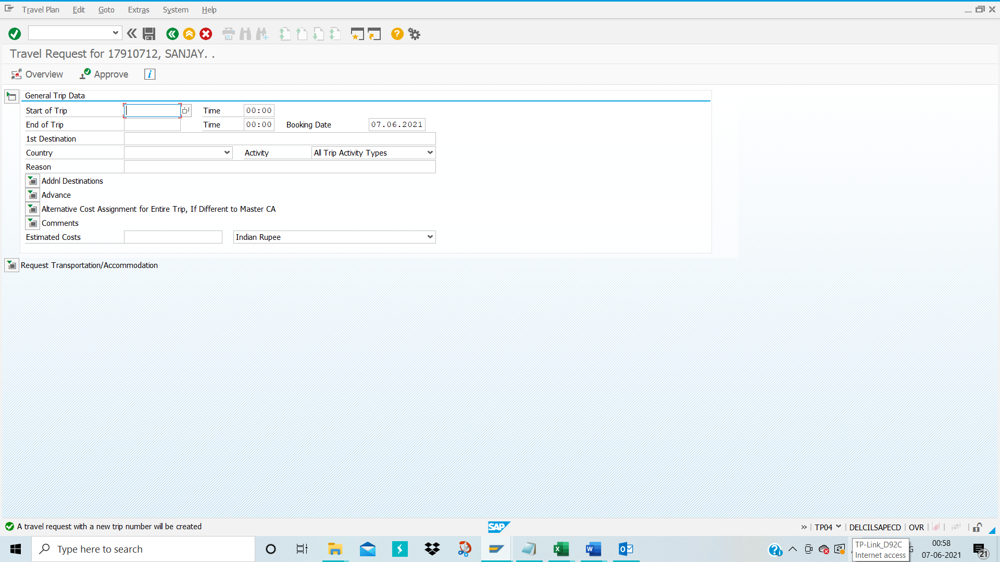 Travel Plan Edit Goto Extras System Help
Travel Request for 17910712, SANJAY. .
Overview Approve i
General Trip Data
Start of Trip Time 00:00
End of Trip Time 00:00 Booking Date 07.06.2021
1st Destination
Country Activity All Trip Activity Types
Reason
Addnl Destinations
Advance
Alternative Cost Assignment for Entire Trip, If Different to Master CA
Comments
Estimated Costs Indian Rupee
Request Transportation/Accommodation
A travel request with a new trip number will be created SAP » TP04 DELCILSAPECD OVR
Type here to search
TP-Link_D92C
Internet access
G
00:58
07-06-2021
21